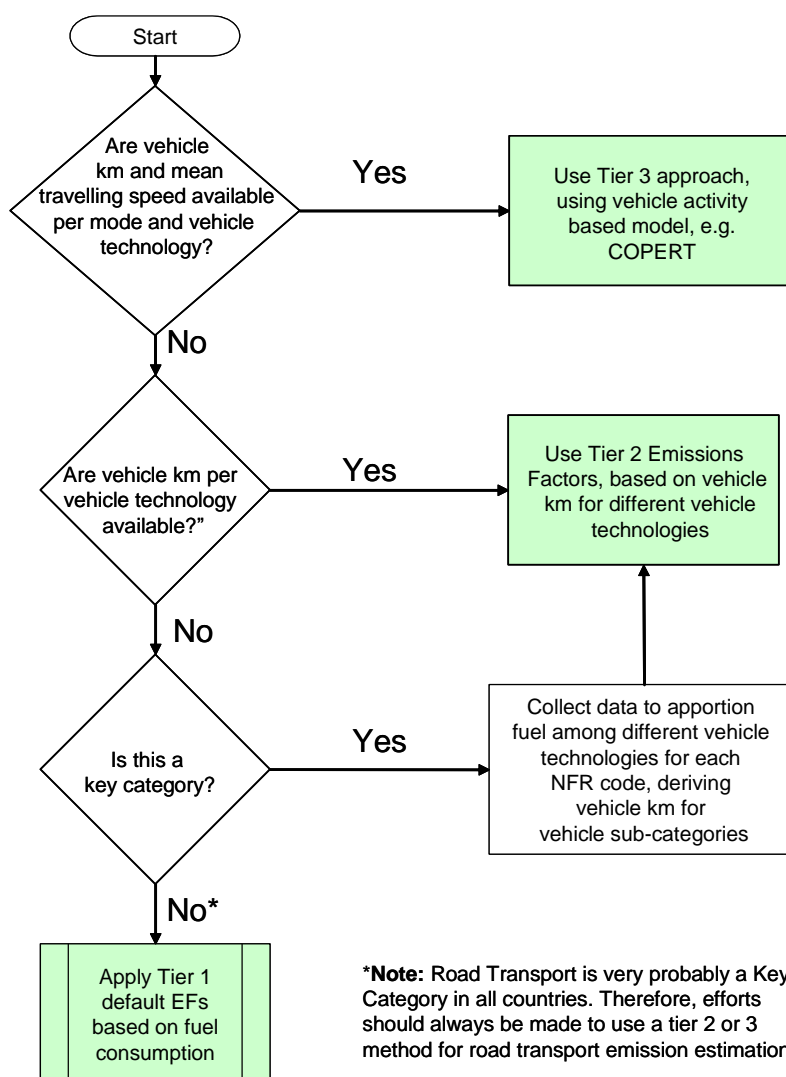 Start
Are vehicle
km and mean
travelling speed available
per mode and vehicle
technology?
Yes
Use Tier 3 approach,
using vehicle activity
based model, e.g.
COPERT
No
Are vehicle km per
vehicle technology
available?”
Yes
Use Tier 2 Emissions
Factors, based on vehicle
km for different vehicle
technologies
No
Is this a
key category?
Yes
Collect data to apportion
fuel among different vehicle
technologies for each
NFR code, deriving
vehicle km for
vehicle sub-categories
No*
Apply Tier 1
default EFs
based on fuel
consumption
*Note: Road Transport is very probably a Key
Category in all countries. Therefore, efforts
should always be made to use a tier 2 or 3
method for road transport emission estimation